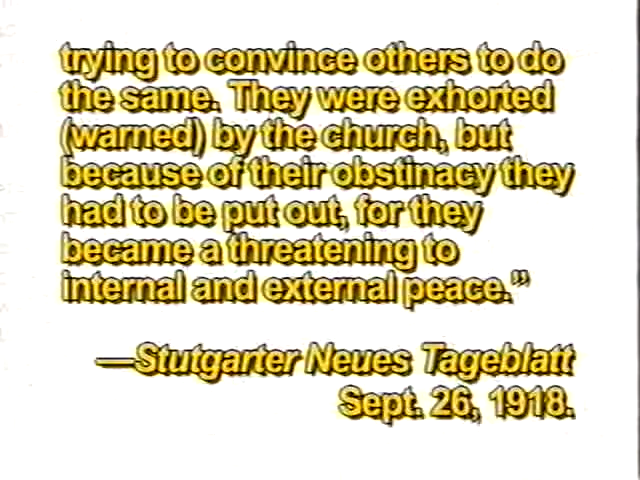 trying to convince others to do
the same. They were exhorted
(warned) by the church, but
because of their obstinacy they
had to be put out, for they
became a threatening to
internal and external peace.”
—Stutgarter Neues Tageblatt
Sept. 26, 1918.